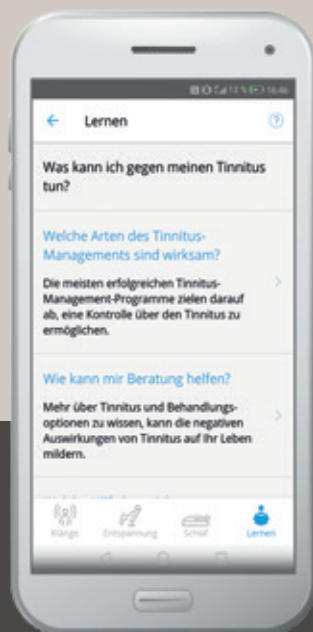 16:46
Lernen
Was kann ich gegen meinen Tinnitus
tun?
Welche Arten des Tinnitus-
Managements sind wirksam?
Die meisten erfolgreichen Tinnitus-
Management-Programme zielen darauf
ab, eine Kontrolle über den Tinnitus zu
ermöglichen.
Wie kann mir Beratung helfen?
Mehr über Tinnitus und Behandlungs-
optionen zu wissen, kann die negativen
Auswirkungen von Tinnitus auf Ihr Leben
mildern.
Klänge Entspannung Schlaf Lernen